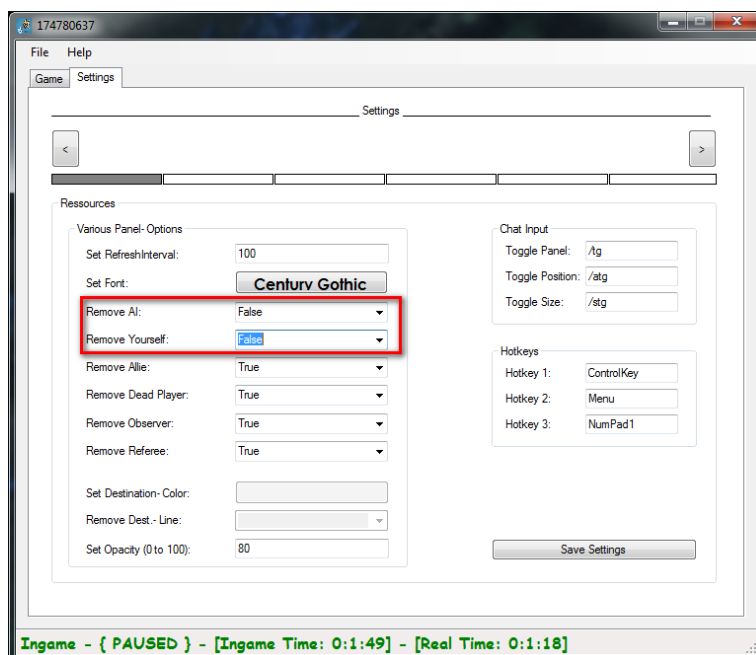 174780637
File Help
Game Settings
Settings
< >
Ressources
Various Panel- Options
Set RefreshInterval: 100
Set Font: Century Gothic
Remove AI: False
Remove Yourself: False
Remove Allie: True
Remove Dead Player: True
Remove Observer: True
Remove Referee: True
Set Destination- Color:
Remove Dest.- Line:
Set Opacity (0 to 100): 80
Chat Input
Toggle Panel: /tg
Toggle Position: /atg
Toggle Size: /stg
Hotkeys
Hotkey 1: ControlKey
Hotkey 2: Menu
Hotkey 3: NumPad1
Save Settings
Ingame - { PAUSED } - [Ingame Time: 0:1:49] - [Real Time: 0:1:18]